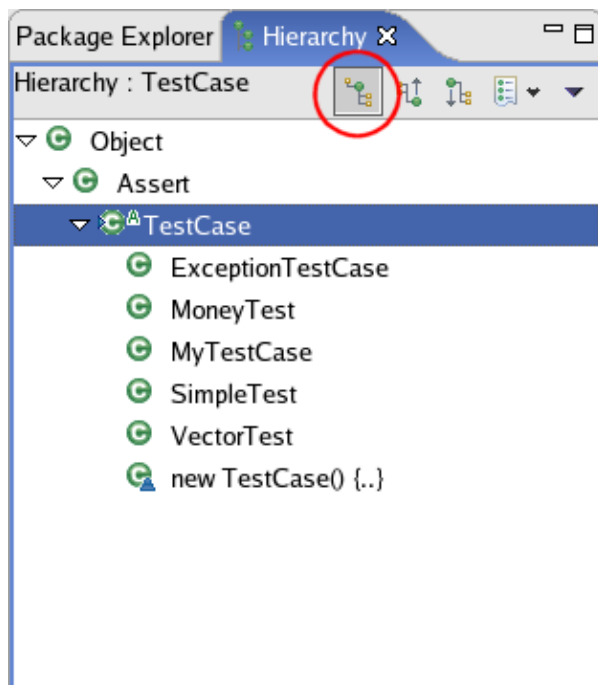 Package Explorer Hierarchy
Hierarchy : TestCase
Object
Assert
A TestCase
ExceptionTestCase
MoneyTest
MyTestCase
SimpleTest
VectorTest
new TestCase() {..}